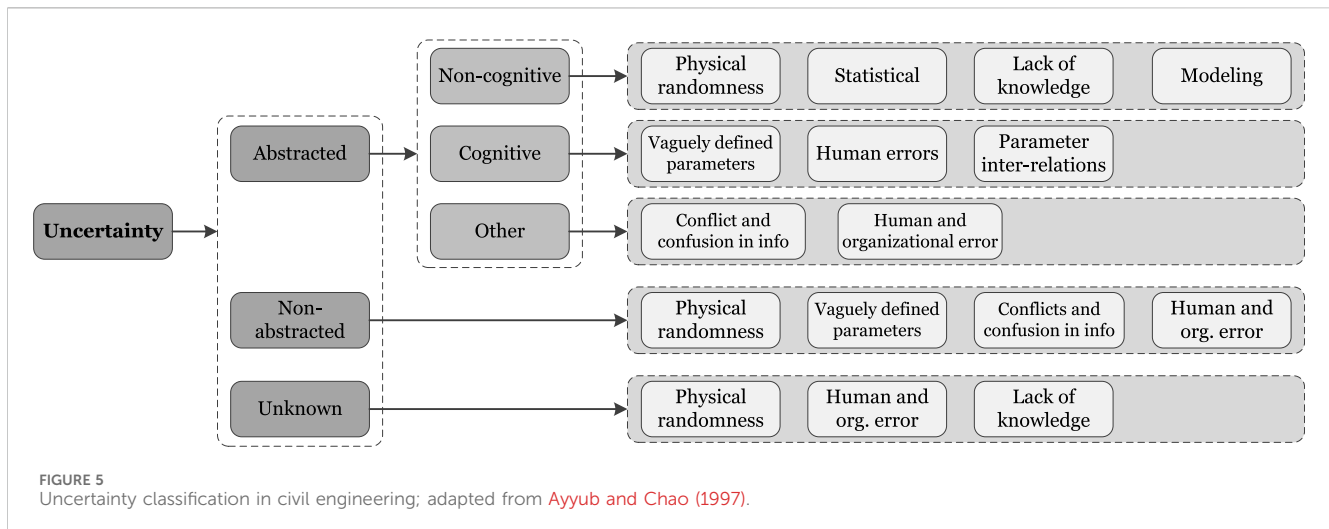 Non-cognitive
Physical
randomness
Statistical
Lack of
knowledge
Modeling
Abstracted
Cognitive
Vaguely defined
parameters
Human errors
Parameter
inter-relations
Uncertainty
Other
Conflict and
confusion in info
Human and
organizational error
Non-
abstracted
Physical
randomness
Vaguely defined
parameters
Conflicts and
confusion in info
Human and
org. error
Unknown
Physical
randomness
Human and
org. error
Lack of
knowledge
FIGURE 5
Uncertainty classification in civil engineering; adapted from Ayyub and Chao (1997).